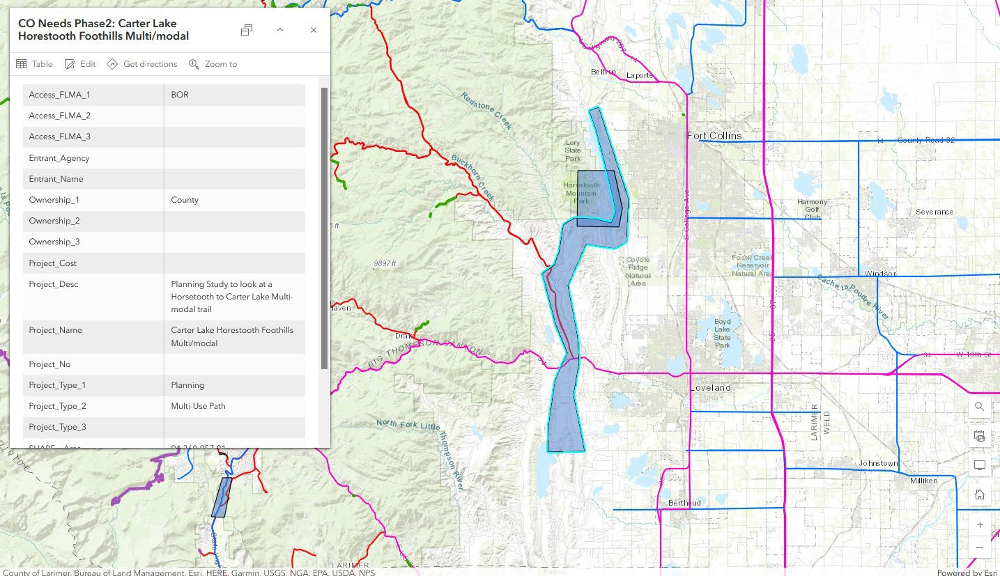 CO Needs Phase2: Carter Lake
Horestooth Foothills Multi/modal
Table
Edit
Get directions
Zoom to
Access_FLMA_1 BOR
Access_FLMA_2
Access_FLMA_3
Entrant_Agency
Entrant_Name
Ownership_1 County
Ownership_2
Ownership_3
Project_Cost
Project_Desc Planning Study to look at a
Horsetooth to Carter Lake Multi-
modal trail
Project_Name Carter Lake Horestooth Foothills
Multi/modal
Project_No
Project_Type_1 Planning
Project_Type_2 Multi-Use Path
Project_Type_3
Bellvue
Laporte
Redstone Creek
Fort Collins
14
County Road 82
Lory
State
Park
Buckhorn Creek
Horsetooth
Mountain
Park
Harmony
Golf
Club
Severance
S College Ave
9897 ft
Coyote
Ridge
Natural
Area
Fossil Creek
Reservoir
Natural Area
Windsor
Cache la Poudre River
Boyd
Lake
State
Park
Drake
BIG THOMPSON CANYON
34
34
W 10th St
Loveland
North Fork Little
Thompson River
LARIMER
WELD
Johnstown
Milliken
Berthoud
LARIMER
County of Larimer, Bureau of Land Management, Esri, HERE, Garmin, USGS, NGA, EPA, USDA, NPS
Powered by Esri